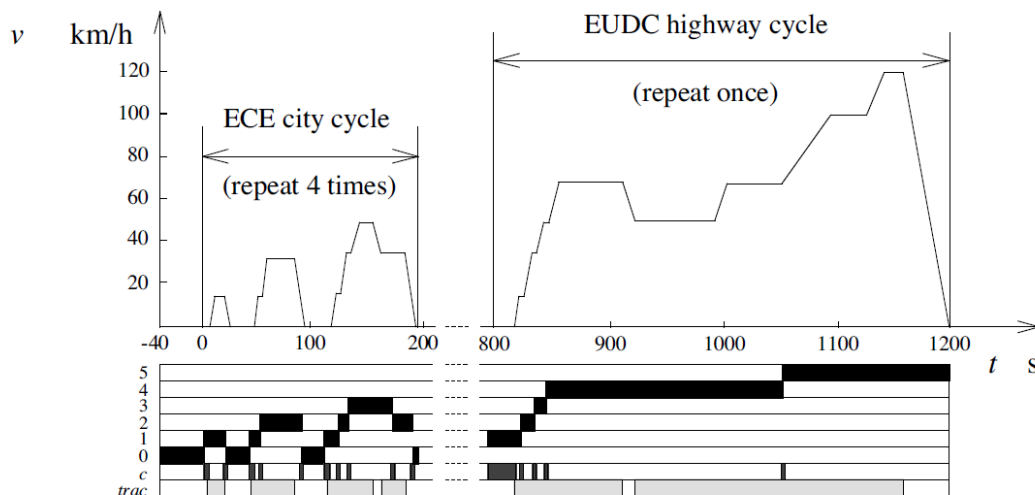 v km/h
EUDC highway cycle
120
(repeat once)
ECE city cycle
100
80
(repeat 4 times)
60
40
20
-40 0 100 200 800 900 1000 1100 1200
t s
5
4
3
2
1
0
c
trac